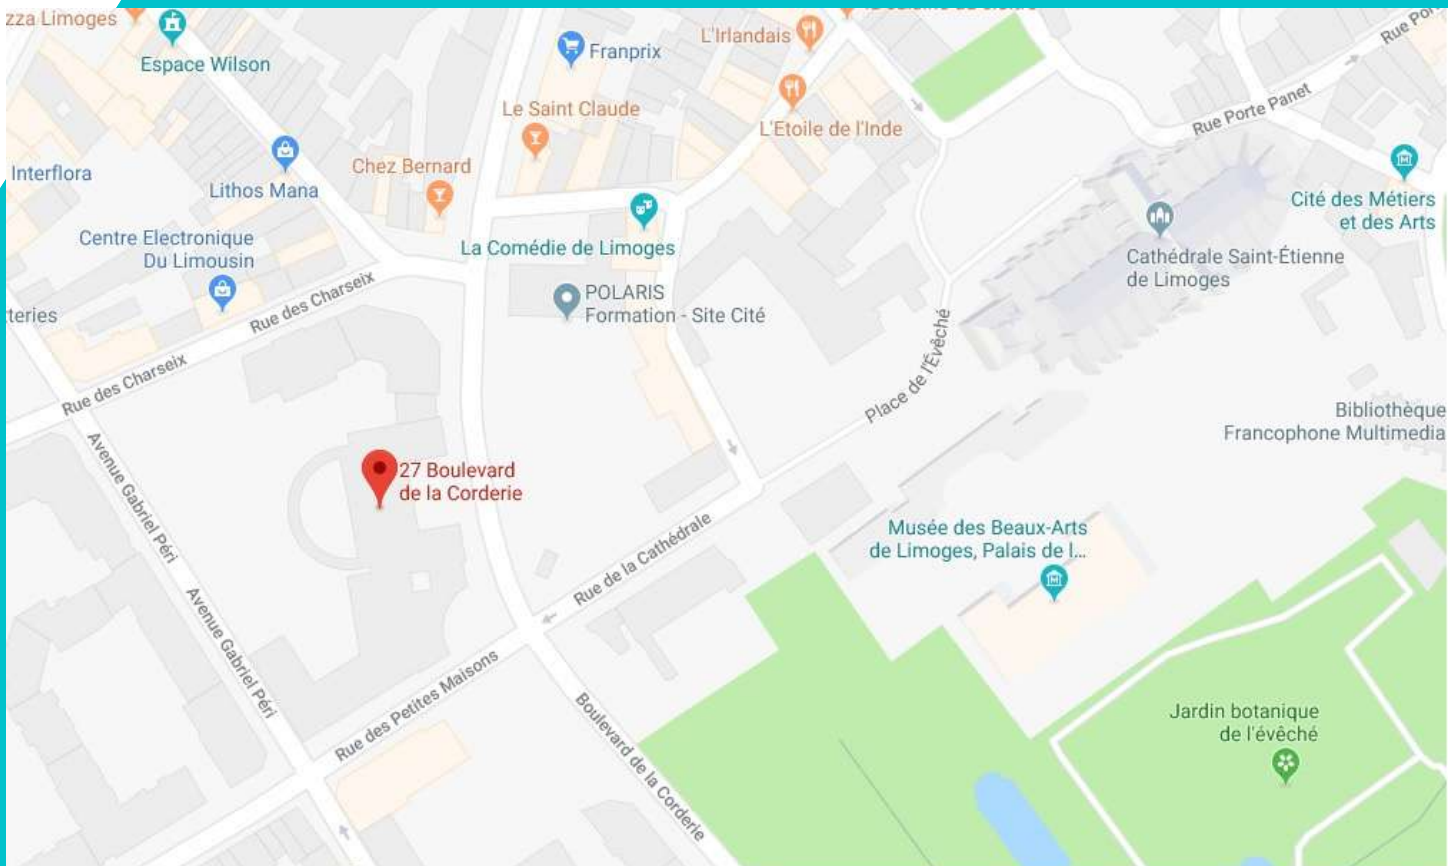 zza Limoges
Espace Wilson
Franprix
L'Irlandais
Le Saint Claude
L'Etoile de l'Inde
Rue Porte Panet
Interflora
Lithos Mana
Chez Bernard
Cité des Métiers
et des Arts
Centre Electronique
Du Limousin
La Comédie de Limoges
Cathédrale Saint-Étienne
de Limoges
Rue des Charseix
POLARIS
Formation - Site Cité
teries
Place de l'Évêché
Rue des Charseix
Bibliothèque
Francophone Multimedia
Avenue Gabriel Péri
27 Boulevard
de la Corderie
Rue de la Cathédrale
Musée des Beaux-Arts
de Limoges, Palais de l...
Avenue Gabriel Péri
Rue des Petites Maisons
Boulevard de la Corderie
Jardin botanique
de l'évêché